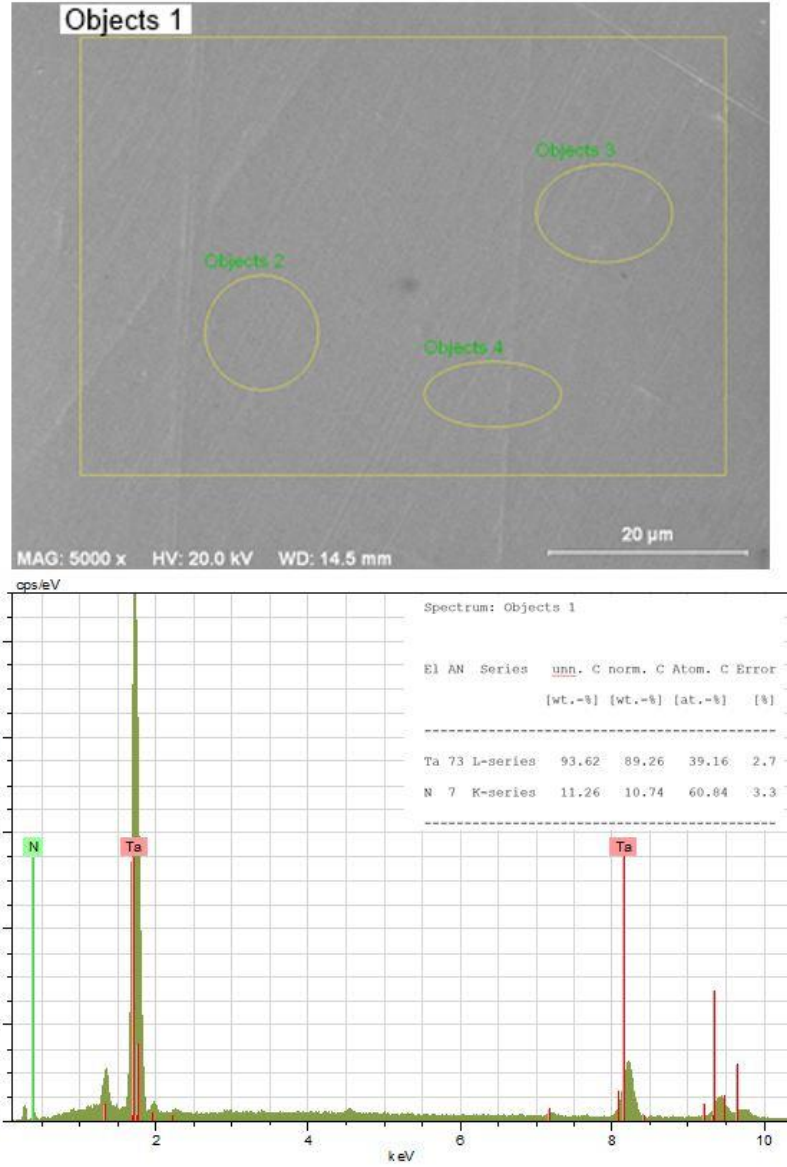 Objects 1
Objects 3
Objects 2
Objects 4
20 µm
MAG: 5000 x HV: 20.0 kV WD: 14.5 mm
cps/eV
Spectrum: Objects 1
El AN Series unn. C norm. C Atom. C Error
[wt.-%] [wt.-%] [at.-%] [%]
-----------------------------------------------
Ta 73 L-series 93.62 89.26 39.16 2.7
N 7 K-series 11.26 10.74 60.84 3.3
-----------------------------------------------
N Ta Ta
2 4 6 8 10
keV